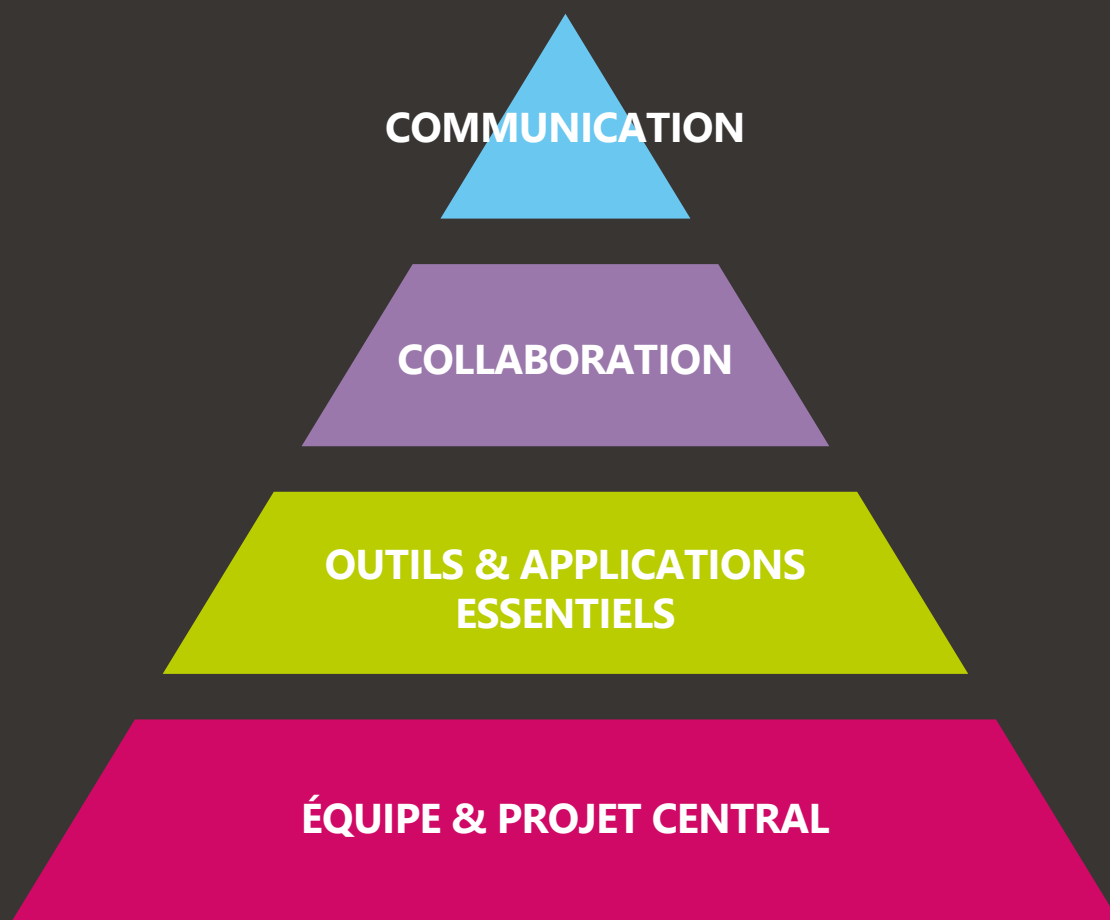 COMMUNICATION
COLLABORATION
OUTILS & APPLICATIONS
ESSENTIELS
ÉQUIPE & PROJET CENTRAL